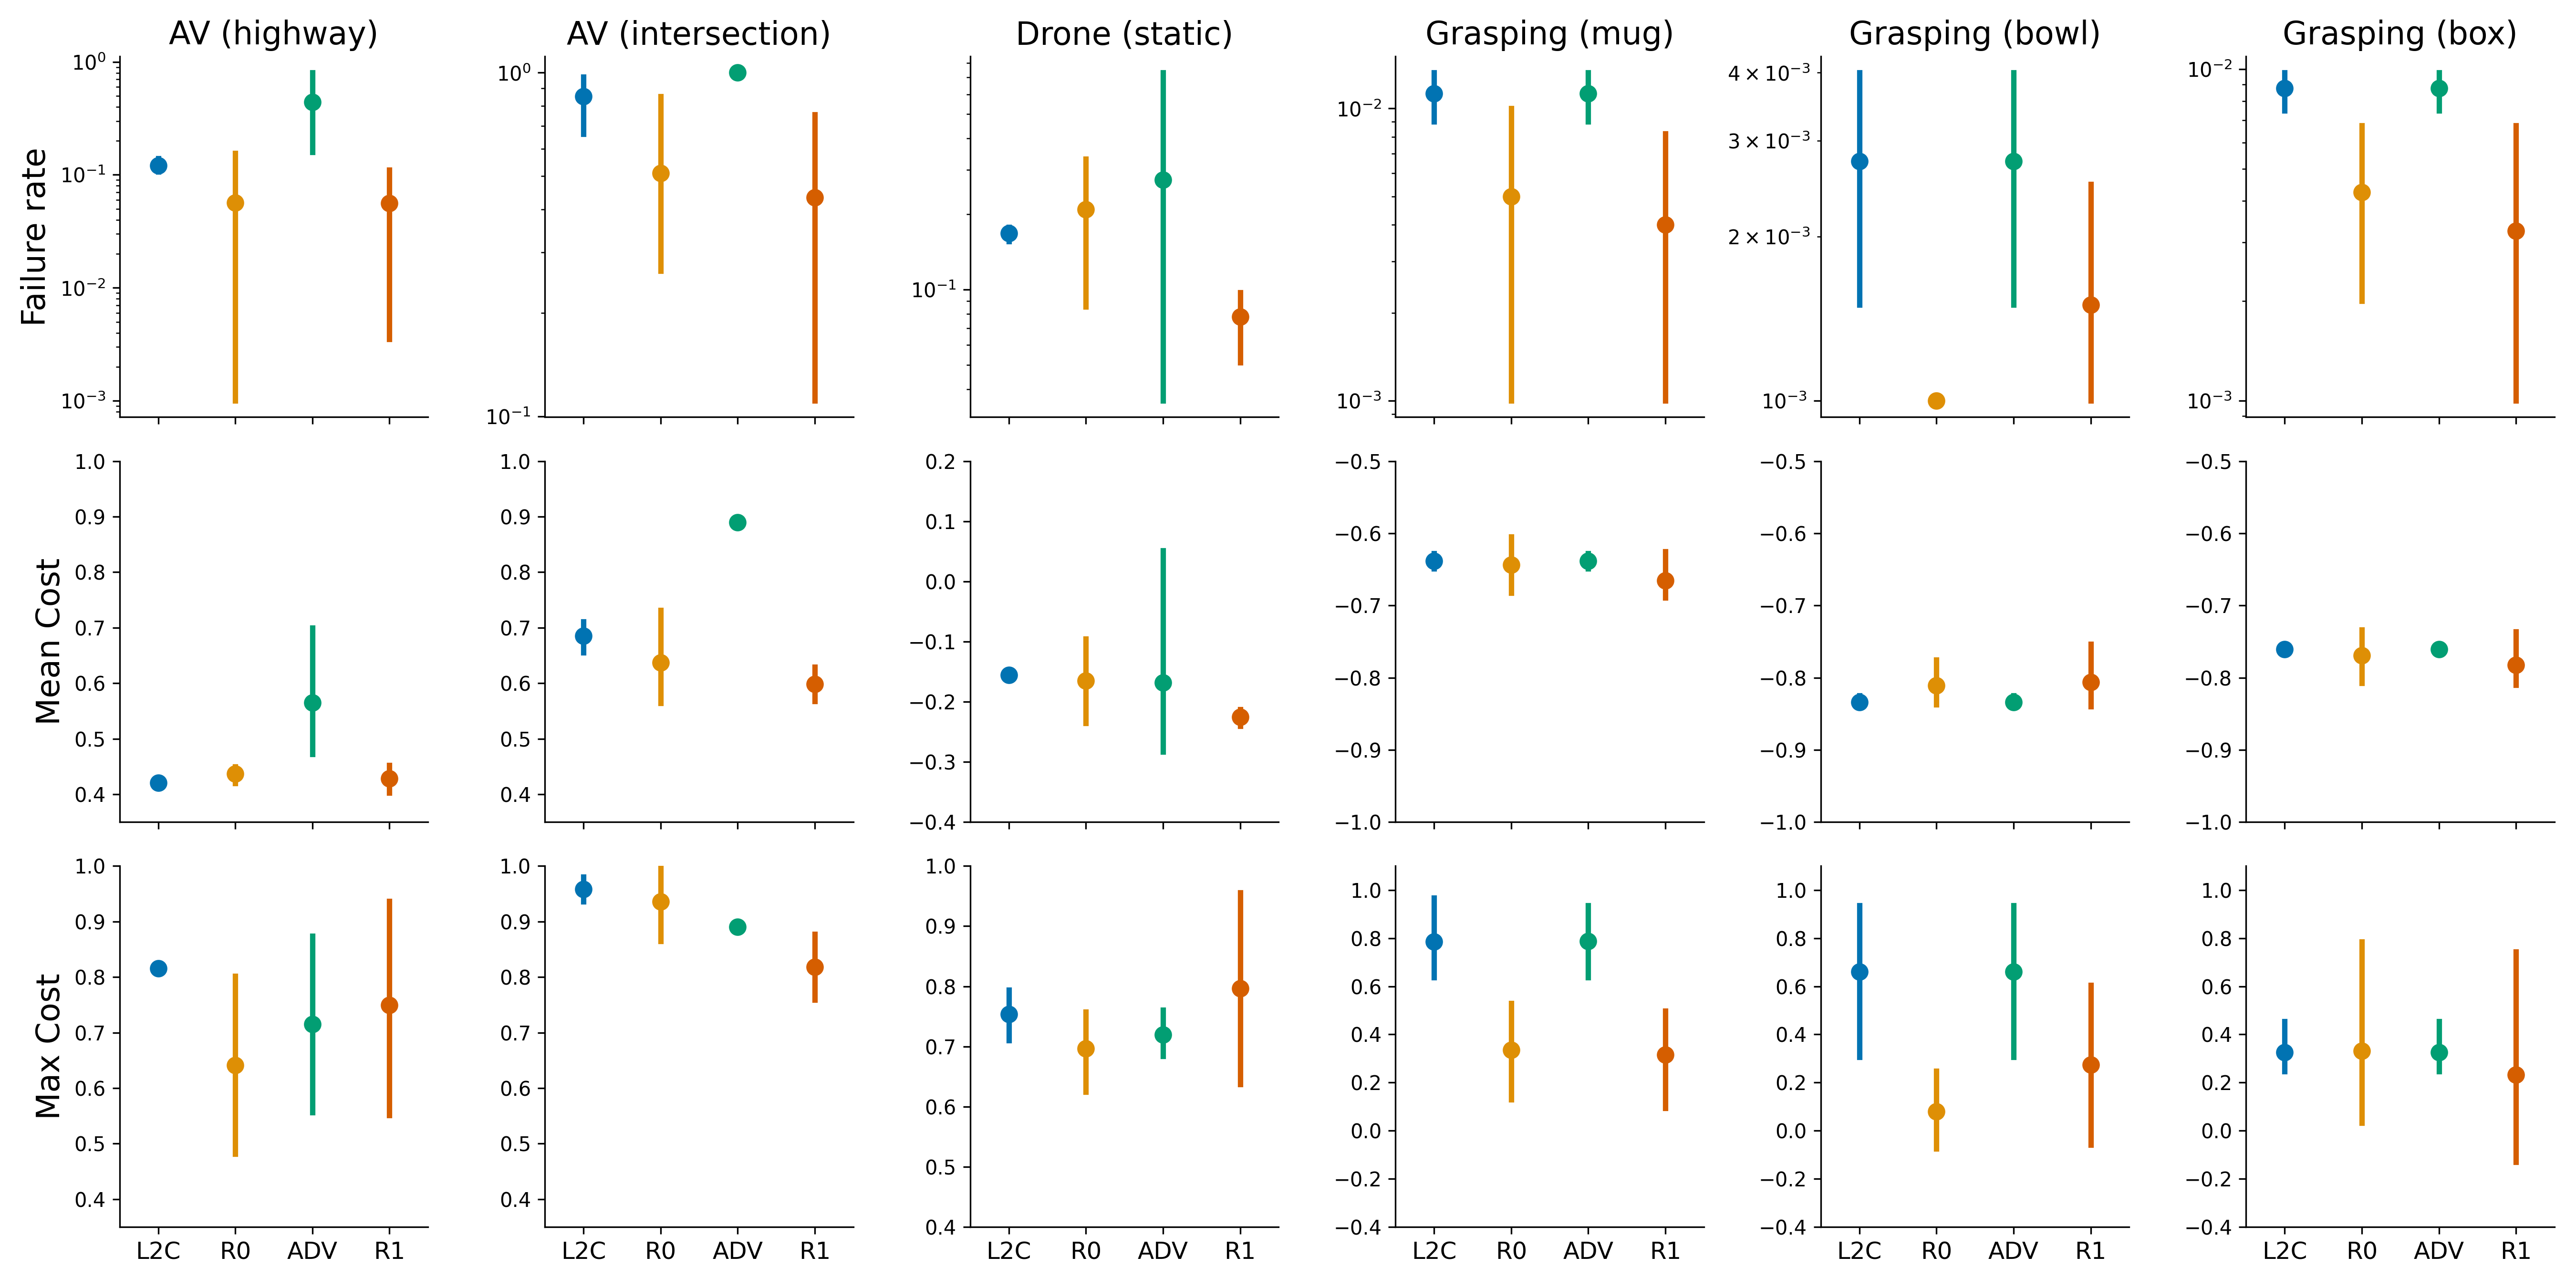 AV (highway) AV (intersection) Drone (static) Grasping (mug) Grasping (bowl) Grasping (box)
Failure rate
10⁰ 10⁻¹ 10⁻² 10⁻³
10⁰ 10⁻¹
10⁻¹
10⁻² 10⁻³
4 × 10⁻³ 3 × 10⁻³ 2 × 10⁻³ 10⁻³
10⁻² 10⁻³
Mean Cost
1.0 0.9 0.8 0.7 0.6 0.5 0.4
1.0 0.9 0.8 0.7 0.6 0.5 0.4
0.2 0.1 0.0 −0.1 −0.2 −0.3 −0.4
−0.5 −0.6 −0.7 −0.8 −0.9 −1.0
−0.5 −0.6 −0.7 −0.8 −0.9 −1.0
−0.5 −0.6 −0.7 −0.8 −0.9 −1.0
Max Cost
1.0 0.9 0.8 0.7 0.6 0.5 0.4
1.0 0.9 0.8 0.7 0.6 0.5 0.4
1.0 0.9 0.8 0.7 0.6 0.5 0.4
1.0 0.8 0.6 0.4 0.2 0.0 −0.2 −0.4
1.0 0.8 0.6 0.4 0.2 0.0 −0.2 −0.4
1.0 0.8 0.6 0.4 0.2 0.0 −0.2 −0.4
L2C R0 ADV R1 L2C R0 ADV R1 L2C R0 ADV R1 L2C R0 ADV R1 L2C R0 ADV R1 L2C R0 ADV R1